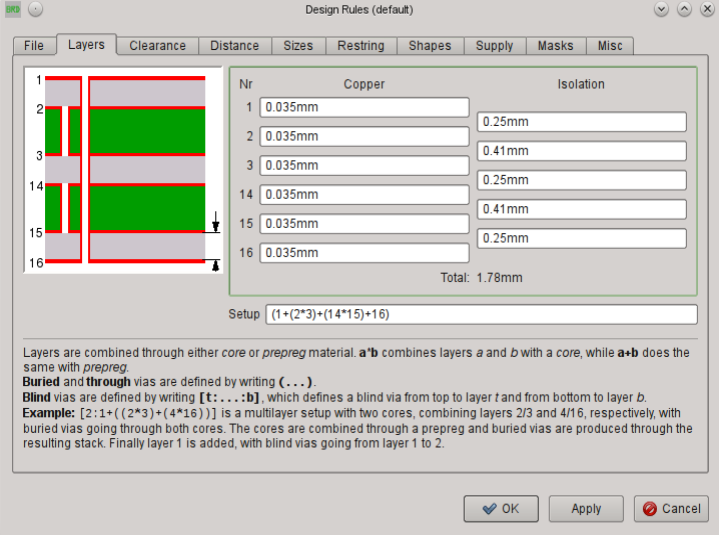 Design Rules (default)
File Layers Clearance Distance Sizes Restring Shapes Supply Masks Misc
1
2
3
14
15
16
Nr Copper Isolation
1 0.035mm
0.25mm
2 0.035mm
0.41mm
3 0.035mm
0.25mm
14 0.035mm
0.41mm
15 0.035mm
0.25mm
16 0.035mm
Total: 1.78mm
Setup (1+(2*3)+(14*15)+16)
Layers are combined through either core or prepreg material. a*b combines layers a and b with a core, while a+b does the
same with prepreg.
Buried and through vias are defined by writing (...).
Blind vias are defined by writing [t:...:b], which defines a blind via from top to layer t and from bottom to layer b.
Example: [2:1+((2*3)+(4*16))] is a multilayer setup with two cores, combining layers 2/3 and 4/16, respectively, with
buried vias going through both cores. The cores are combined through a prepreg and buried vias are produced through the
resulting stack. Finally layer 1 is added, with blind vias going from layer 1 to 2.
OK Apply Cancel